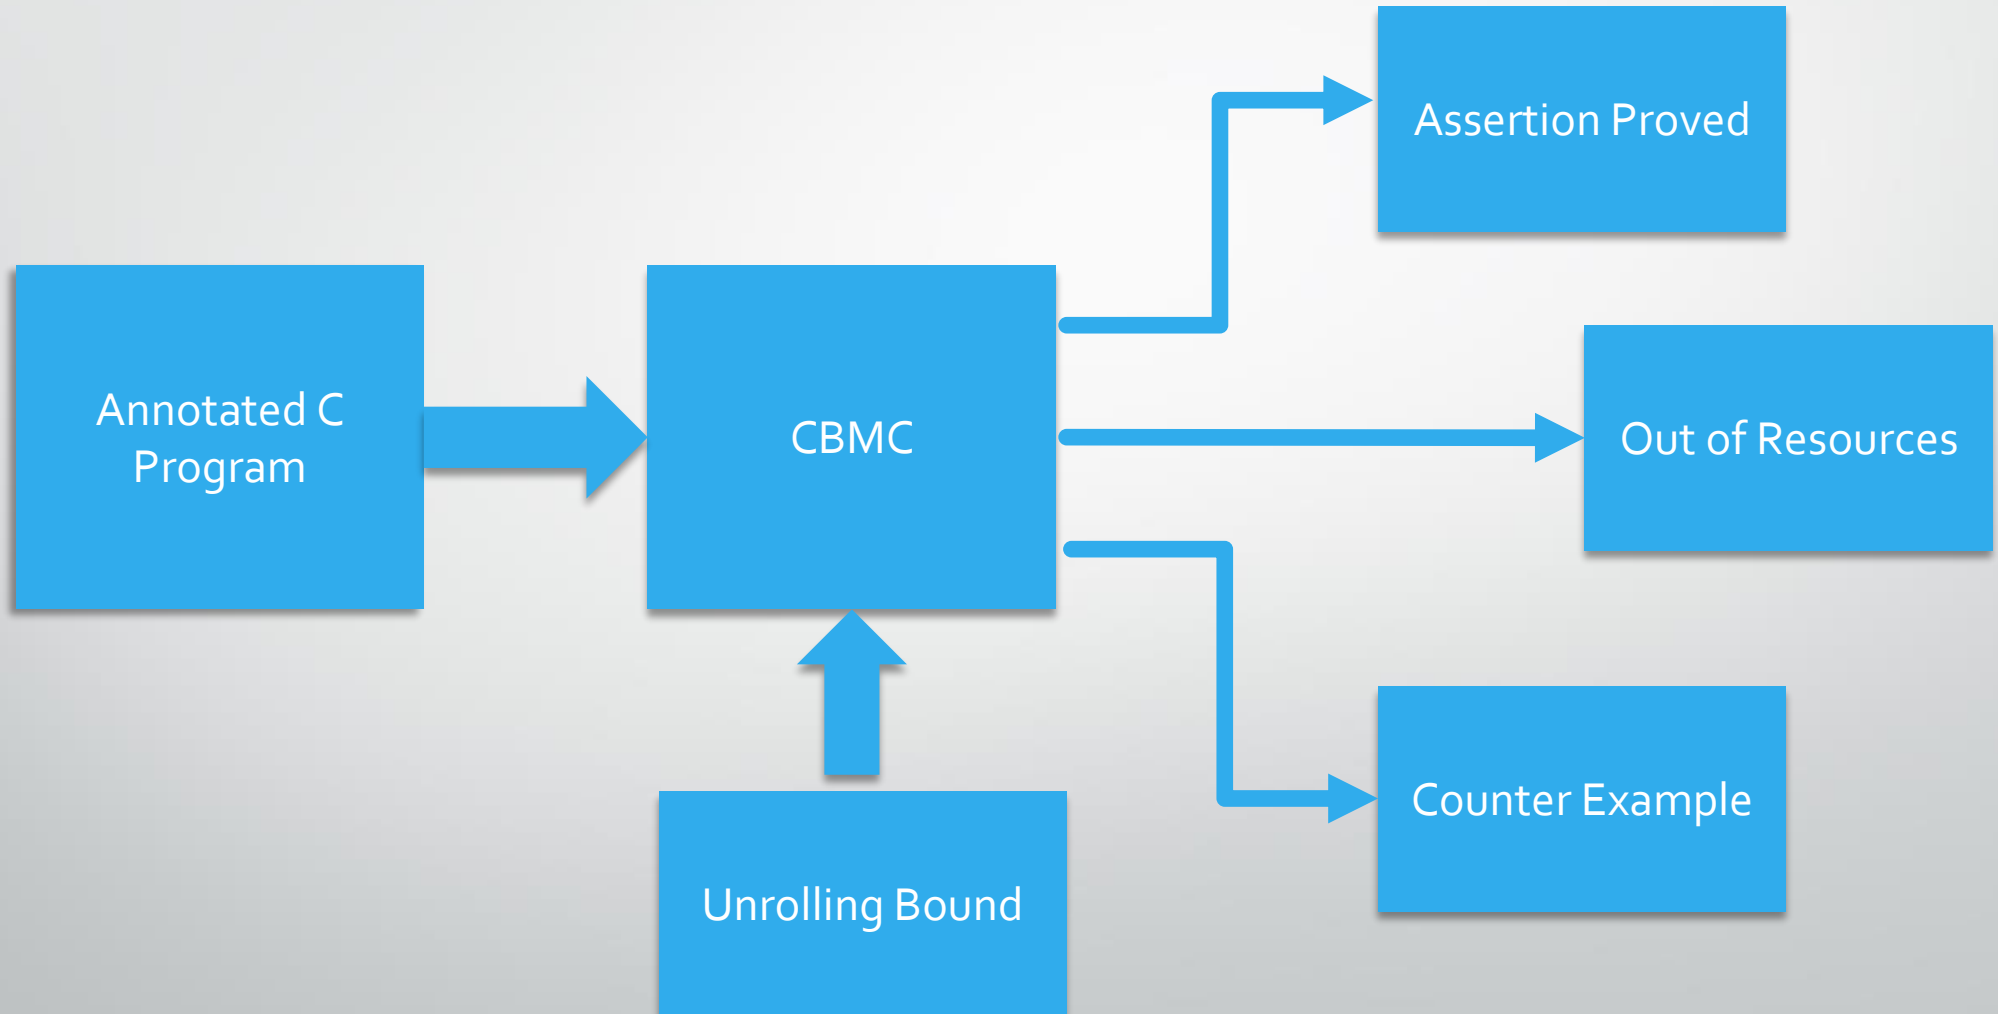 Assertion Proved
Annotated C
Program
CBMC
Out of Resources
Counter Example
Unrolling Bound